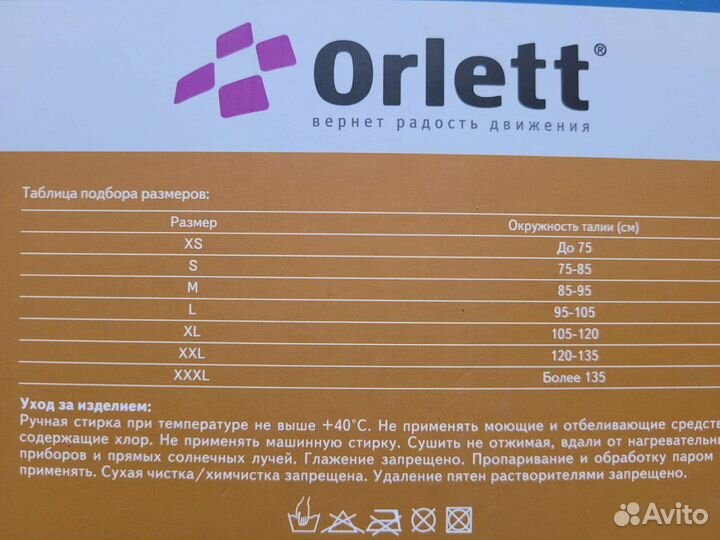 Orlett®
вернет радость движения
Таблица подбора размеров:
Размер Окружность талии (см)
XS До 75
S 75-85
M 85-95
L 95-105
XL 105-120
XXL 120-135
XXXL Более 135
Уход за изделием:
Ручная стирка при температуре не выше +40°C. Не применять моющие и отбеливающие средств
содержащие хлор. Не применять машинную стирку. Сушить не отжимая, вдали от нагревательны
приборов и прямых солнечных лучей. Глажение запрещено. Пропаривание и обработку паром
применять. Сухая чистка/химчистка запрещена. Удаление пятен растворителями запрещено.
Avito